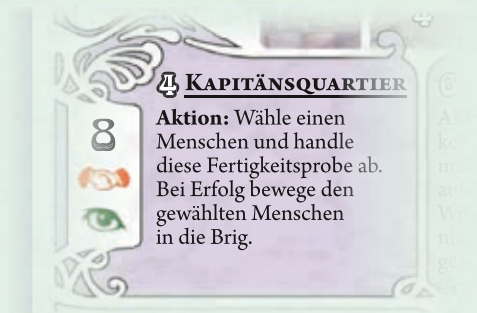 4 KAPITÄNSQUARTIER
8
Aktion: Wähle einen
Menschen und handle
diese Fertigkeitsprobe ab.
Bei Erfolg bewege den
gewählten Menschen
in die Brig.